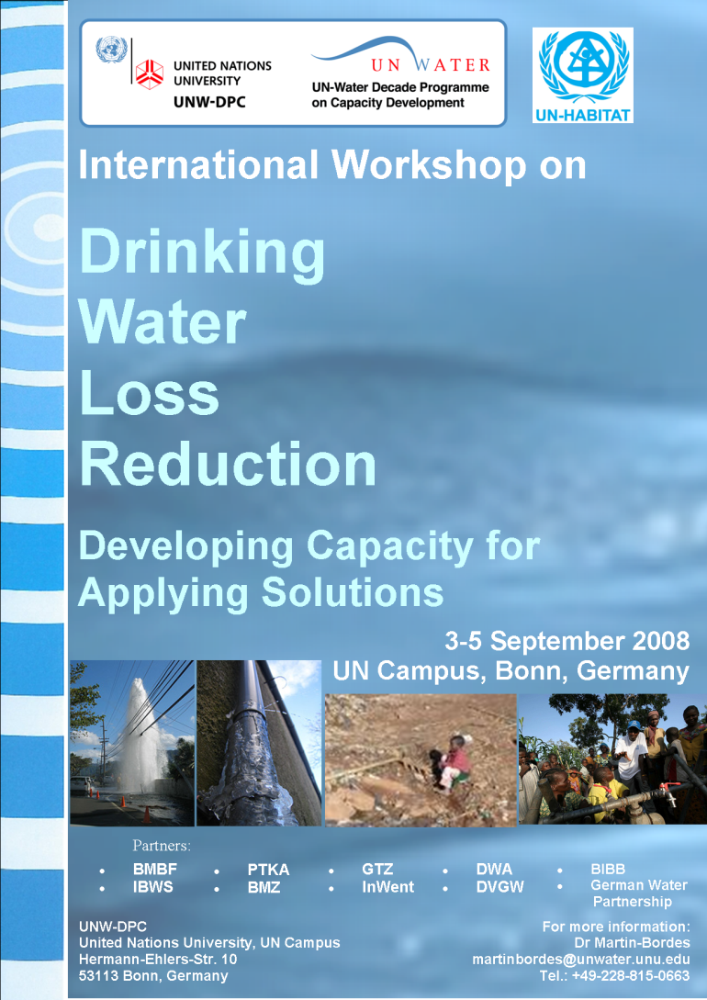 UNITED NATIONS
UNIVERSITY
UNW-DPC
UN WATER
UN-Water Decade Programme
on Capacity Development
UN-HABITAT
International Workshop on
Drinking
Water
Loss
Reduction
Developing Capacity for
Applying Solutions
3-5 September 2008
UN Campus, Bonn, Germany
Partners:
• BMBF • PTKA • GTZ • DWA • BIBB
• IBWS • BMZ • InWent • DVGW • German Water
Partnership
UNW-DPC
United Nations University, UN Campus
Hermann-Ehlers-Str. 10
53113 Bonn, Germany
For more information:
Dr Martin-Bordes
martinbordes@unwater.unu.edu
Tel.: +49-228-815-0663